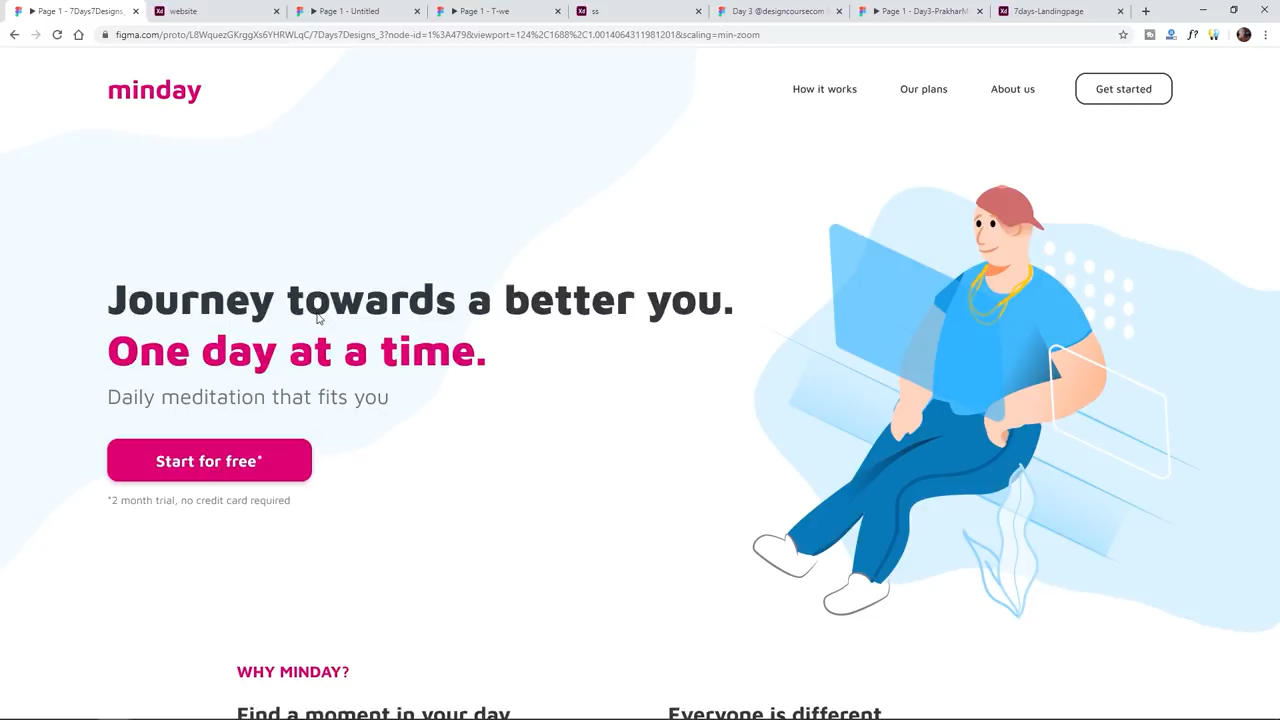 Page 1 - 7Days7Designs_
website
Page 1 - Untitled
Page 1 - T-we
ss
Day 3 @designcoursecom
Page 1 - Day3-PrakharM
7days-Landingpage
figma.com/proto/L8WquezGKrggXs6YHRWLqC/7Days7Designs_3?node-id=1%3A479&viewport=124%2C1688%2C1.0014064311981201&scaling=min-zoom
minday
How it works
Our plans
About us
Get started
Journey towards a better you.
One day at a time.
Daily meditation that fits you
Start for free*
*2 month trial, no credit card required
WHY MINDAY?
Find a moment in your day
Everyone is different